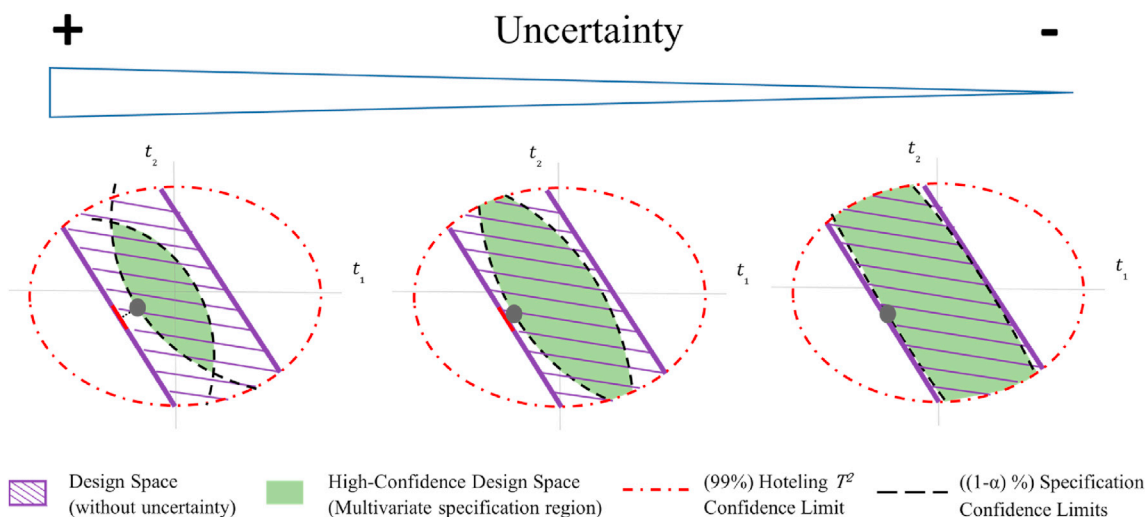 Uncertainty
+
-
t₂
t₂
t₂
t₁
t₁
t₁
Design Space
(without uncertainty)
High-Confidence Design Space
(Multivariate specification region)
(99%) Hoteling T²
Confidence Limit
((1-α) %) Specification
Confidence Limits